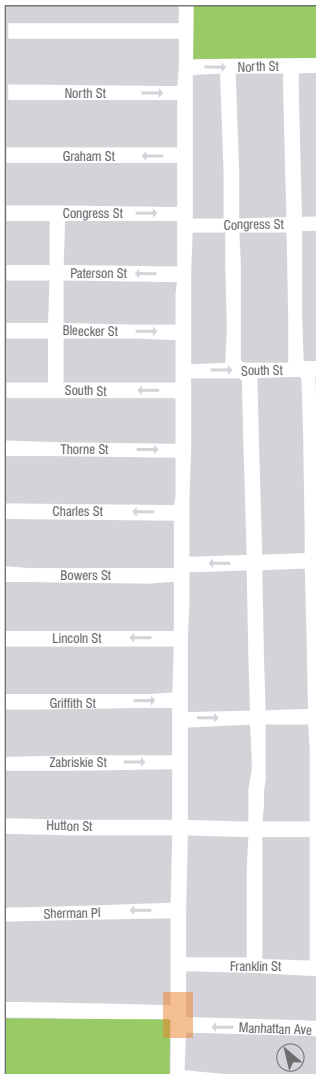 North St
North St
Graham St
Congress St
Congress St
Paterson St
Bleecker St
South St
South St
Thorne St
Charles St
Bowers St
Lincoln St
Griffith St
Zabriskie St
Hutton St
Sherman Pl
Franklin St
Manhattan Ave